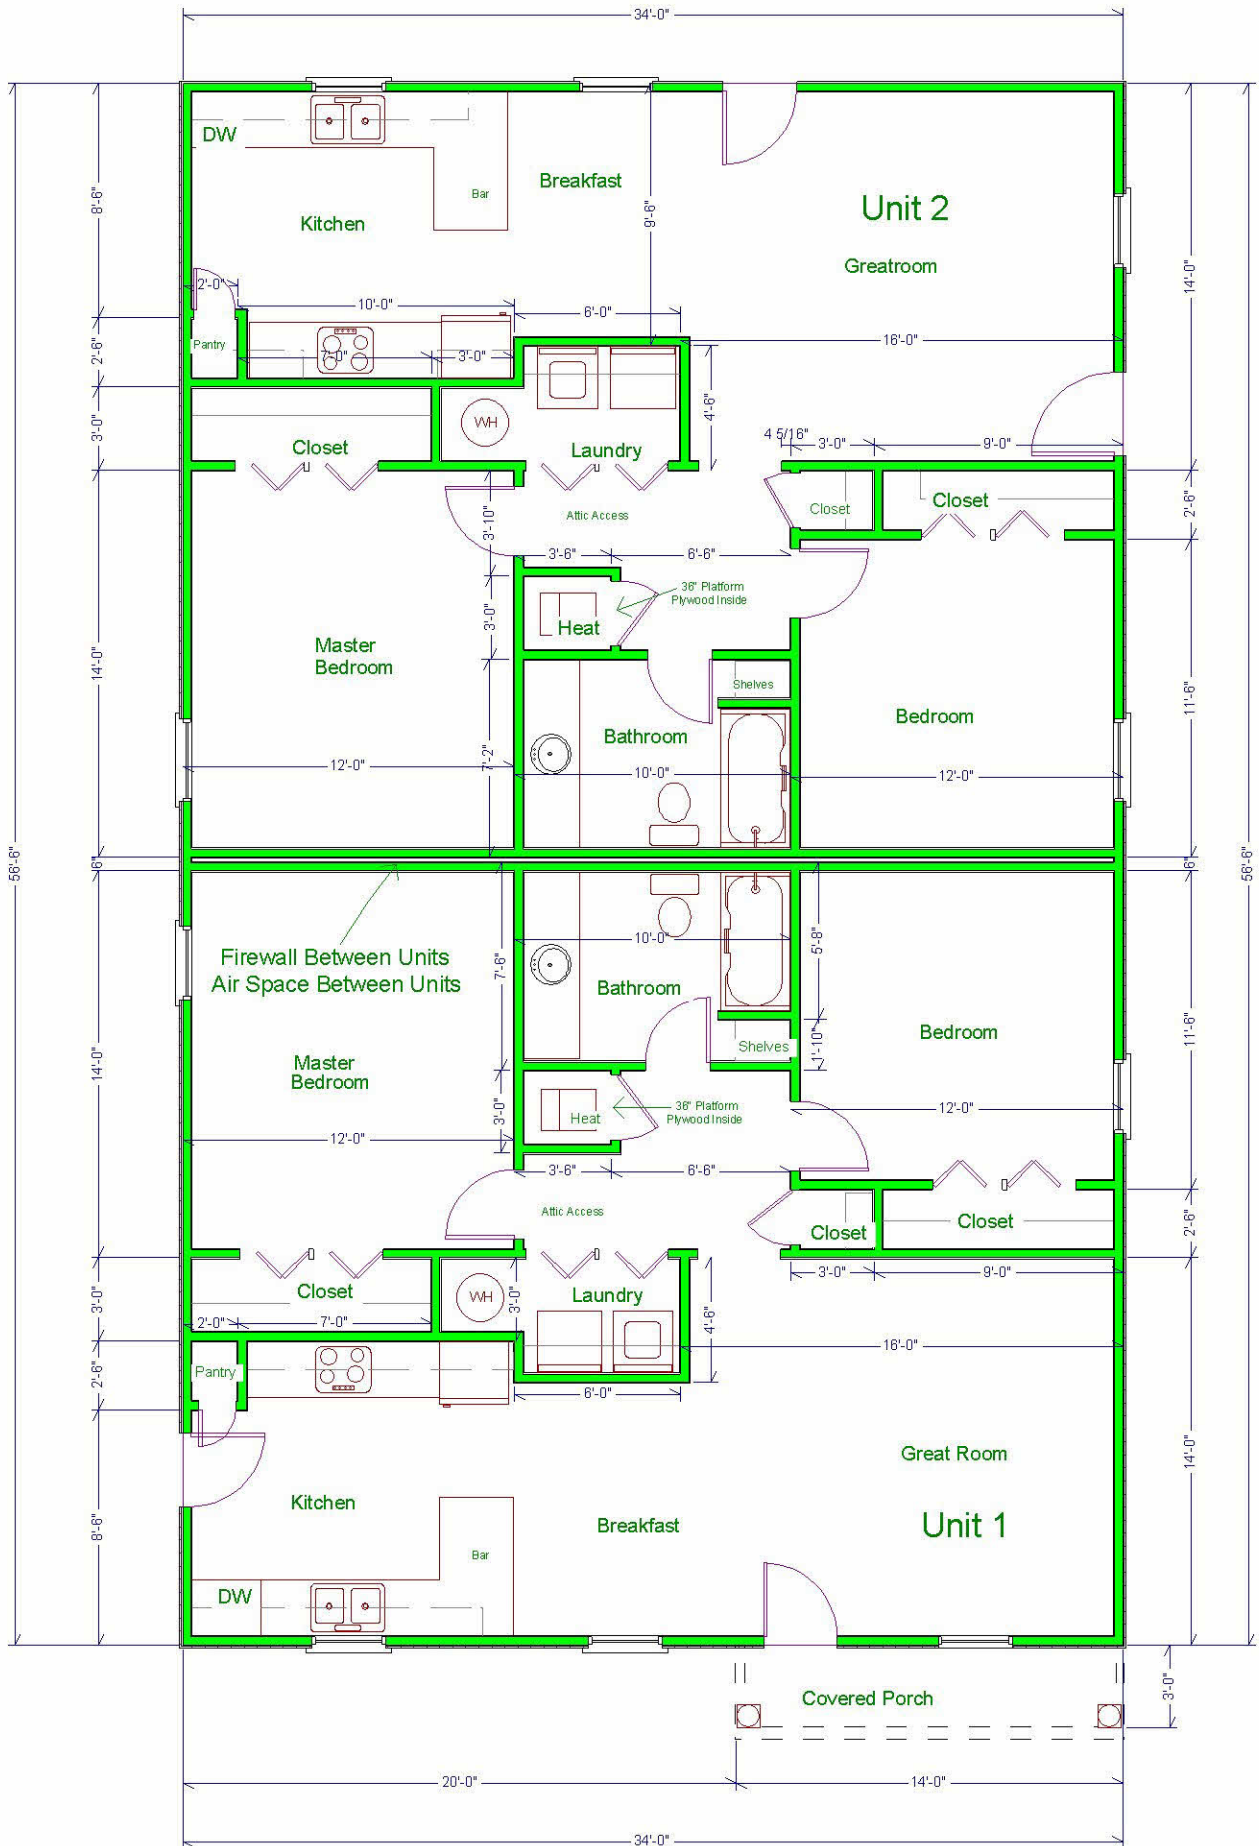 34'-0"
DW
Bar
Breakfast
Unit 2
Kitchen
Greatroom
8'-6"
9'-6"
14'-0"
2'-0"
10'-0"
6'-0"
16'-0"
Pantry
7'-0"
3'-0"
2'-6"
4'-6"
WH
Closet
Laundry
3'-0"
4 5/16"
3'-0"
9'-0"
Attic Access
Closet
Closet
2'-6"
3'-10"
3'-6"
6'-6"
36" Platform
Plywood Inside
Heat
3'-0"
Master
Bedroom
14'-0"
Shelves
Bedroom
11'-6"
Bathroom
7'-2"
12'-0"
10'-0"
12'-0"
56'-6"
56'-6"
6"
6"
Firewall Between Units
Air Space Between Units
10'-0"
7'-6"
5'-8"
Bathroom
Bedroom
Shelves
1'-10"
11'-6"
14'-0"
Master
Bedroom
Heat
36" Platform
Plywood Inside
3'-0"
12'-0"
12'-0"
3'-6"
6'-6"
Attic Access
Closet
Closet
2'-6"
3'-0"
9'-0"
Closet
WH
Laundry
3'-0"
3'-0"
4'-6"
2'-0"
7'-0"
16'-0"
Pantry
2'-6"
6'-0"
Great Room
14'-0"
Kitchen
Breakfast
Unit 1
8'-6"
Bar
DW
Covered Porch
3'-0"
20'-0"
14'-0"
34'-0"